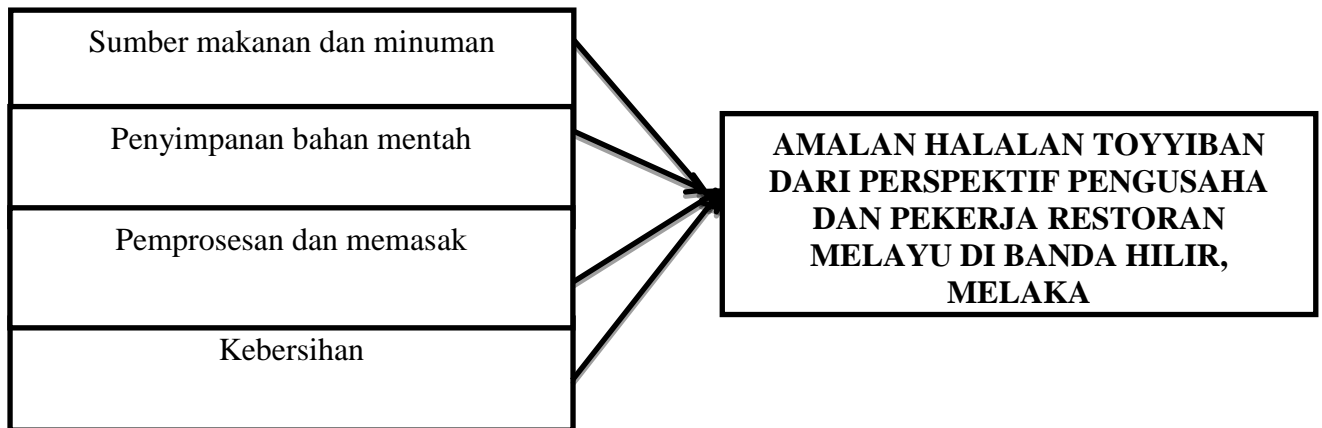 Sumber makanan dan minuman
Penyimpanan bahan mentah
Pemprosesan dan memasak
Kebersihan
AMALAN HALALAN TOYYIBAN
DARI PERSPEKTIF PENGUSAHA
DAN PEKERJA RESTORAN
MELAYU DI BANDA HILIR,
MELAKA